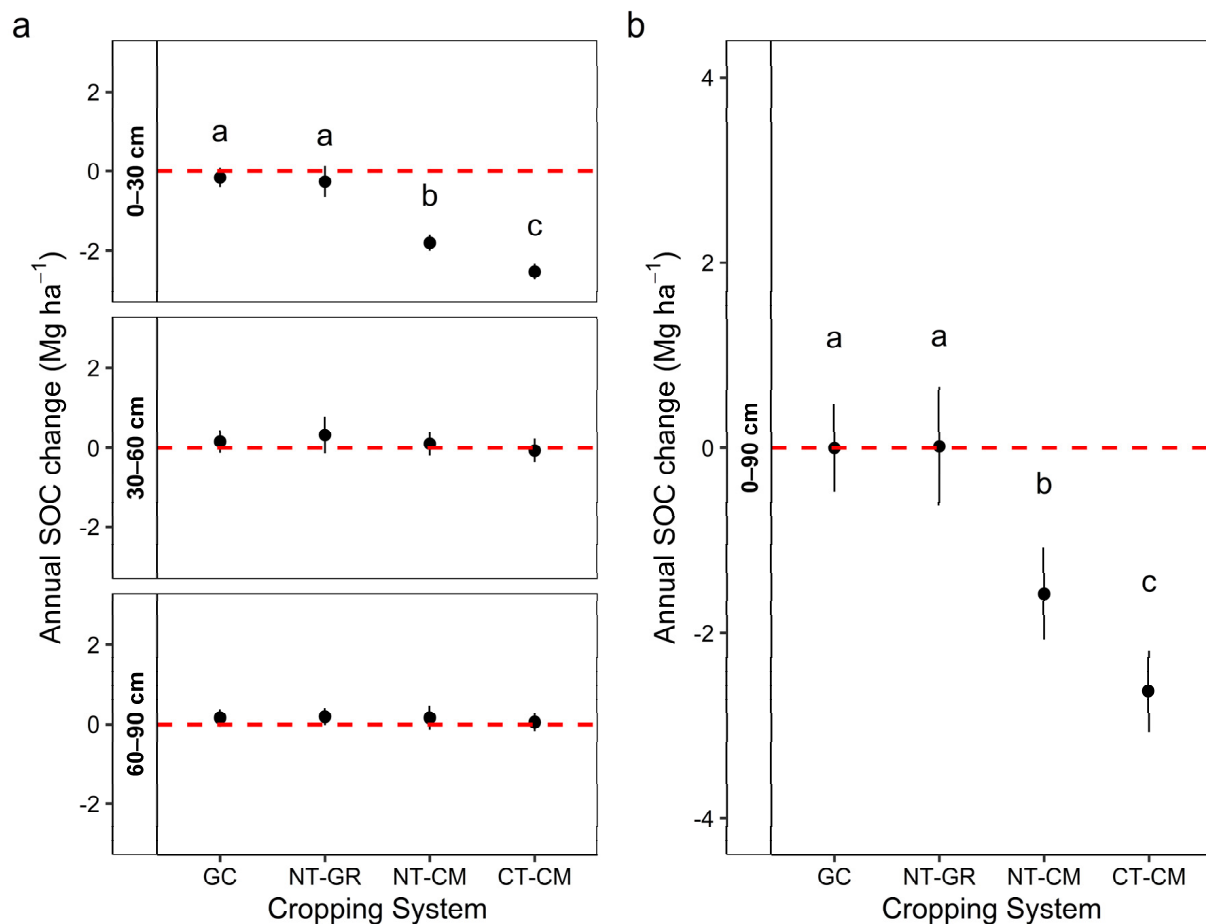 a
Annual SOC change (Mg ha⁻¹)
0–30 cm
2
0
-2
a
a
b
c
30–60 cm
2
0
-2
60–90 cm
2
0
-2
GC NT-GR NT-CM CT-CM
Cropping System
b
Annual SOC change (Mg ha⁻¹)
0–90 cm
4
2
0
-2
-4
a
a
b
c
GC NT-GR NT-CM CT-CM
Cropping System